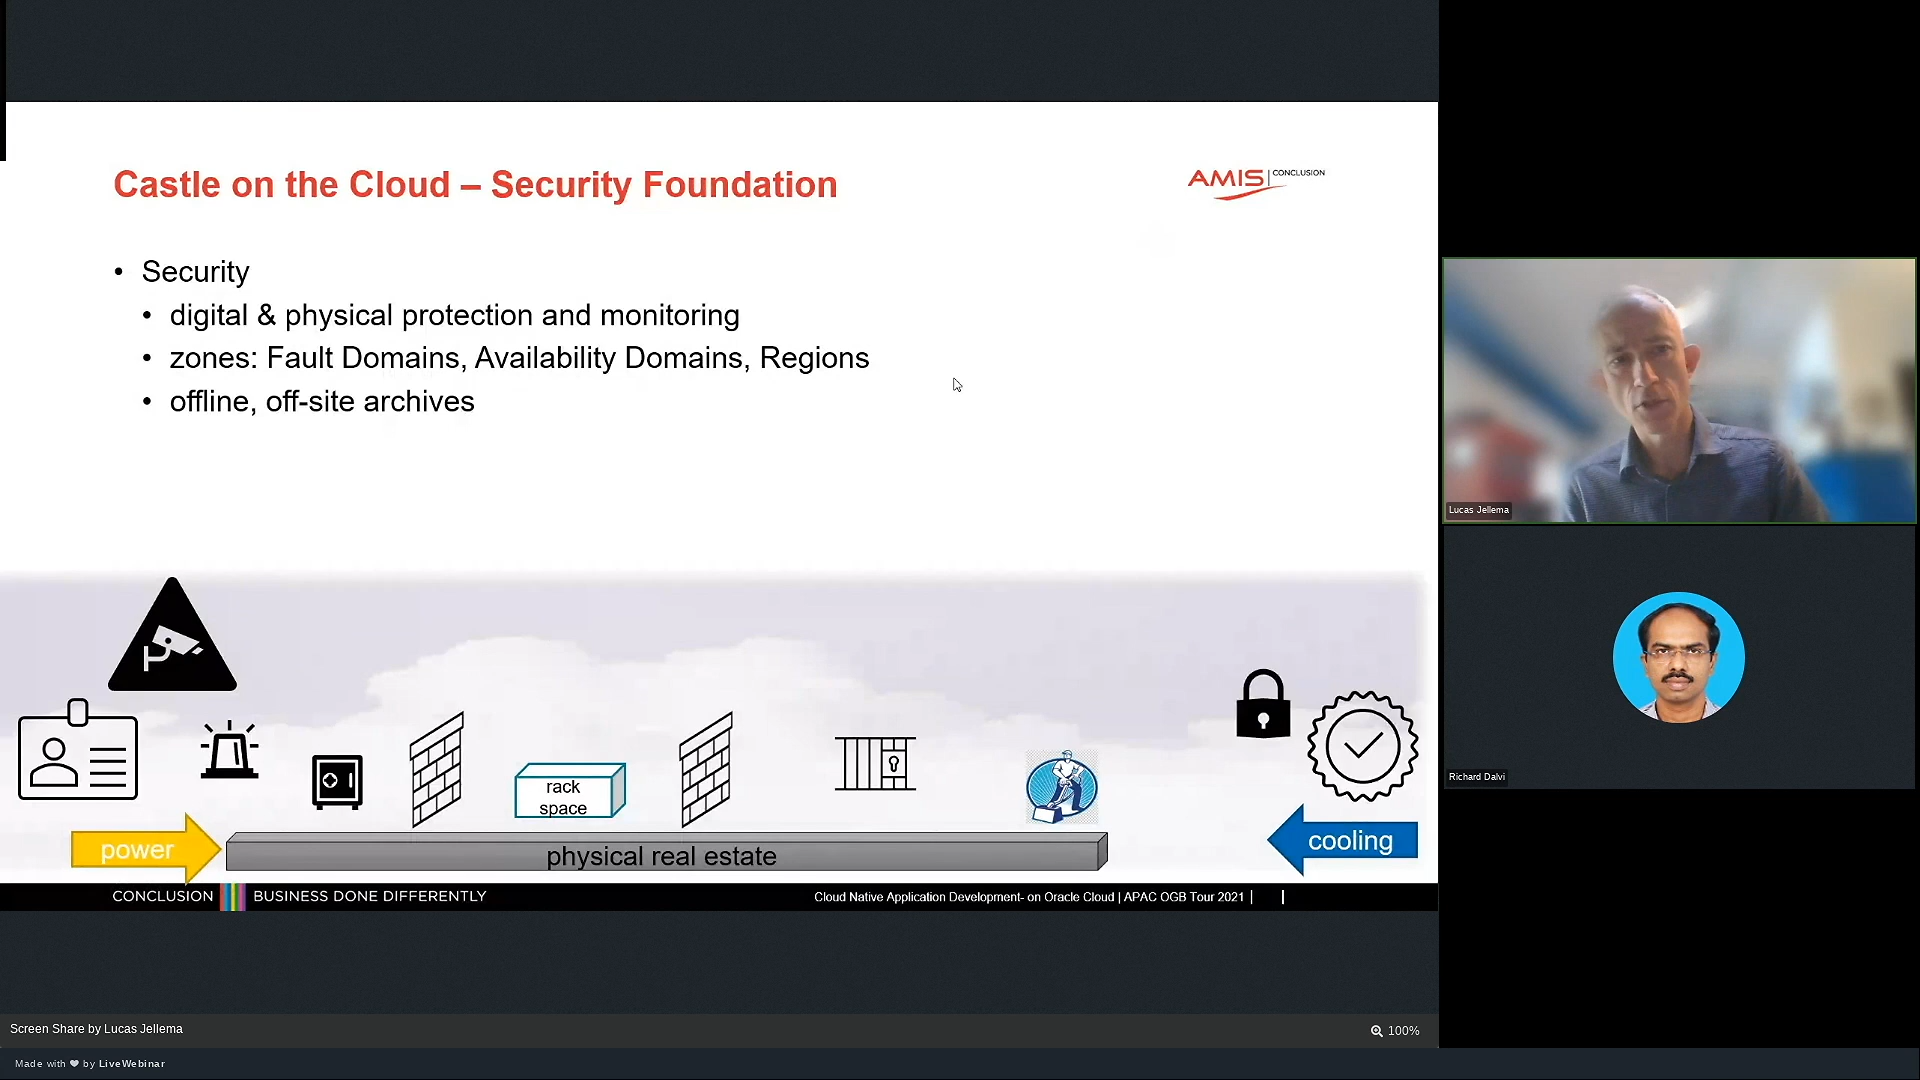 Castle on the Cloud – Security Foundation
AMIS | CONCLUSION
• Security
• digital & physical protection and monitoring
• zones: Fault Domains, Availability Domains, Regions
• offline, off-site archives
rack
space
power
physical real estate
cooling
CONCLUSION BUSINESS DONE DIFFERENTLY
Cloud Native Application Development- on Oracle Cloud | APAC OGB Tour 2021 |
Lucas Jellema
Richard Dalvi
Screen Share by Lucas Jellema
100%
Made with ❤ by LiveWebinar